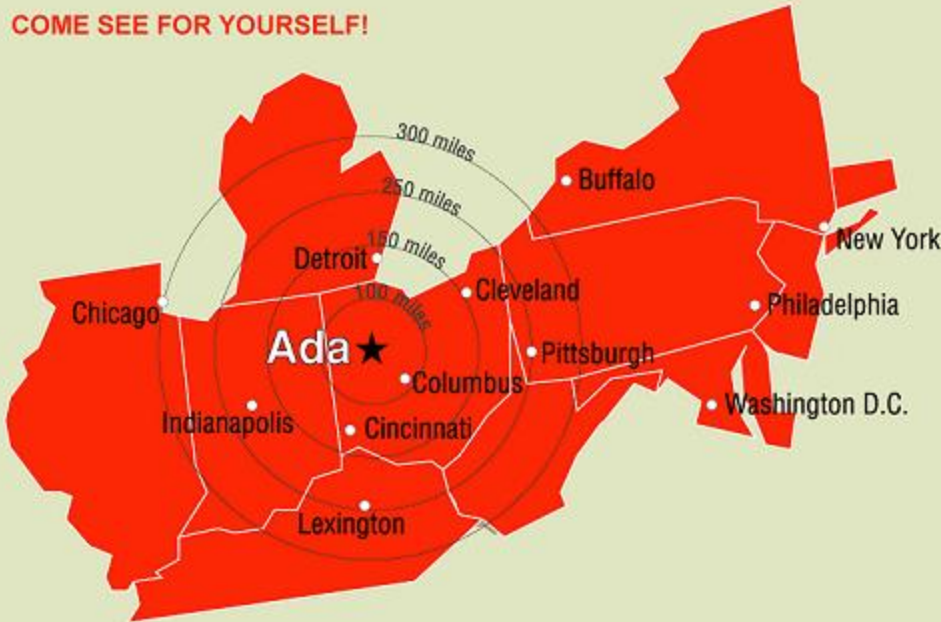 COME SEE FOR YOURSELF!
300 miles
250 miles
150 miles
100 miles
Buffalo
New York
Detroit
Cleveland
Chicago
Philadelphia
Ada
Pittsburgh
Columbus
Washington D.C.
Indianapolis
Cincinnati
Lexington